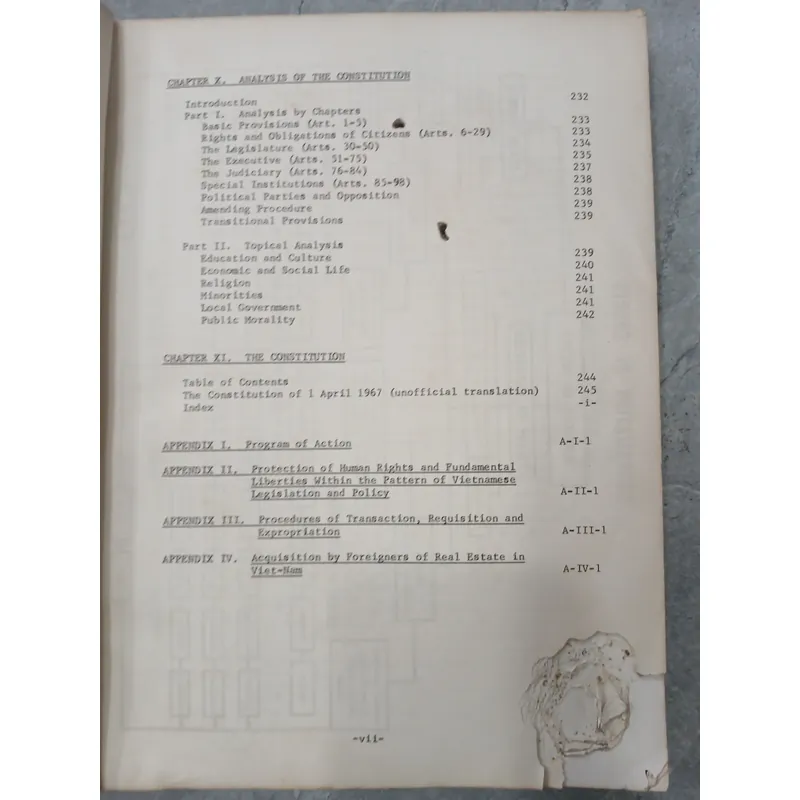 CHAPTER X. ANALYSIS OF THE CONSTITUTION
Introduction 232
Part I. Analysis by Chapters
Basic Provisions (Art. 1-5) 233
Rights and Obligations of Citizens (Arts. 6-29) 233
The Legislature (Arts. 30-50) 234
The Executive (Arts. 51-75) 235
The Judiciary (Arts. 76-84) 237
Special Institutions (Arts. 85-98) 238
Political Parties and Opposition 238
Amending Procedure 239
Transitional Provisions 239
Part II. Topical Analysis
Education and Culture 239
Economic and Social Life 240
Religion 241
Minorities 241
Local Government 241
Public Morality 242
CHAPTER XI. THE CONSTITUTION
Table of Contents 244
The Constitution of 1 April 1967 (unofficial translation) 245
Index -i-
APPENDIX I. Program of Action A-I-1
APPENDIX II. Protection of Human Rights and Fundamental
Liberties Within the Pattern of Vietnamese
Legislation and Policy A-II-1
APPENDIX III. Procedures of Transaction, Requisition and
Expropriation A-III-1
APPENDIX IV. Acquisition by Foreigners of Real Estate in
Viet-Nam A-IV-1
-vii-